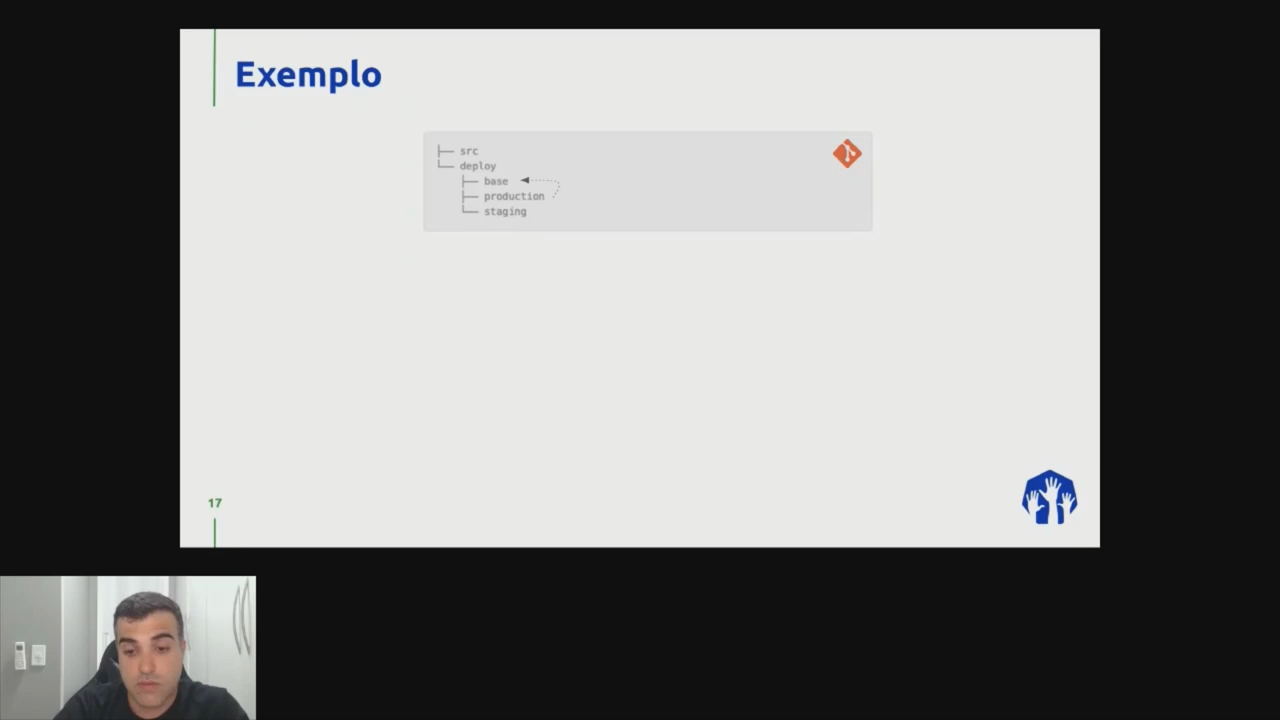 Exemplo
├── src
└── deploy
├── base
├── production
└── staging
17